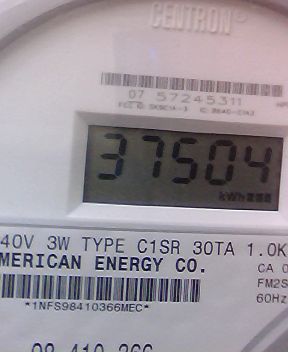 CENTRON®
07 57245311
37504
kWh
40V 3W TYPE C1SR 30TA 1.0K
MERICAN ENERGY CO.
CA 0
FM2S
60Hz
*1NFS98410366MEC*